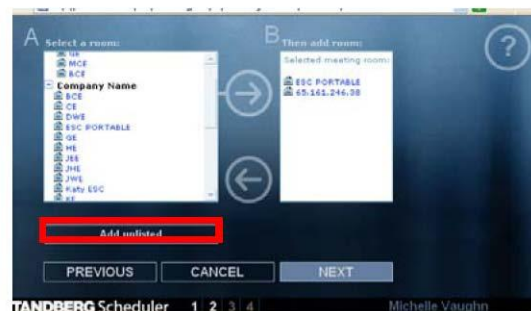 A Select a room:
GE
MCE
BCE
Company Name
BCE
CE
DWE
ESC PORTABLE
GE
HE
JEE
JHE
JWE
Katy ESC
KE
B Then add room:
Selected meeting room:
ESC PORTABLE
65.161.246.38
?
Add unlisted
PREVIOUS CANCEL NEXT
TANDBERG Scheduler 1 2 3 4 Michelle Vaughn